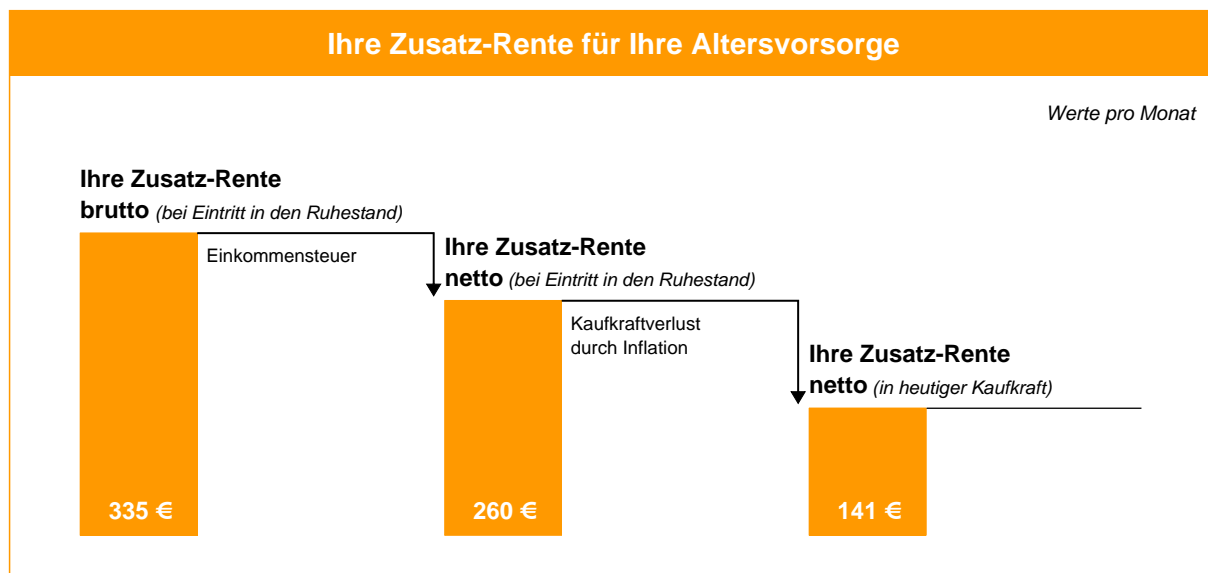 Ihre Zusatz-Rente für Ihre Altersvorsorge
Werte pro Monat
Ihre Zusatz-Rente
brutto (bei Eintritt in den Ruhestand)
Einkommensteuer
335 €
Ihre Zusatz-Rente
netto (bei Eintritt in den Ruhestand)
Kaufkraftverlust
durch Inflation
260 €
Ihre Zusatz-Rente
netto (in heutiger Kaufkraft)
141 €